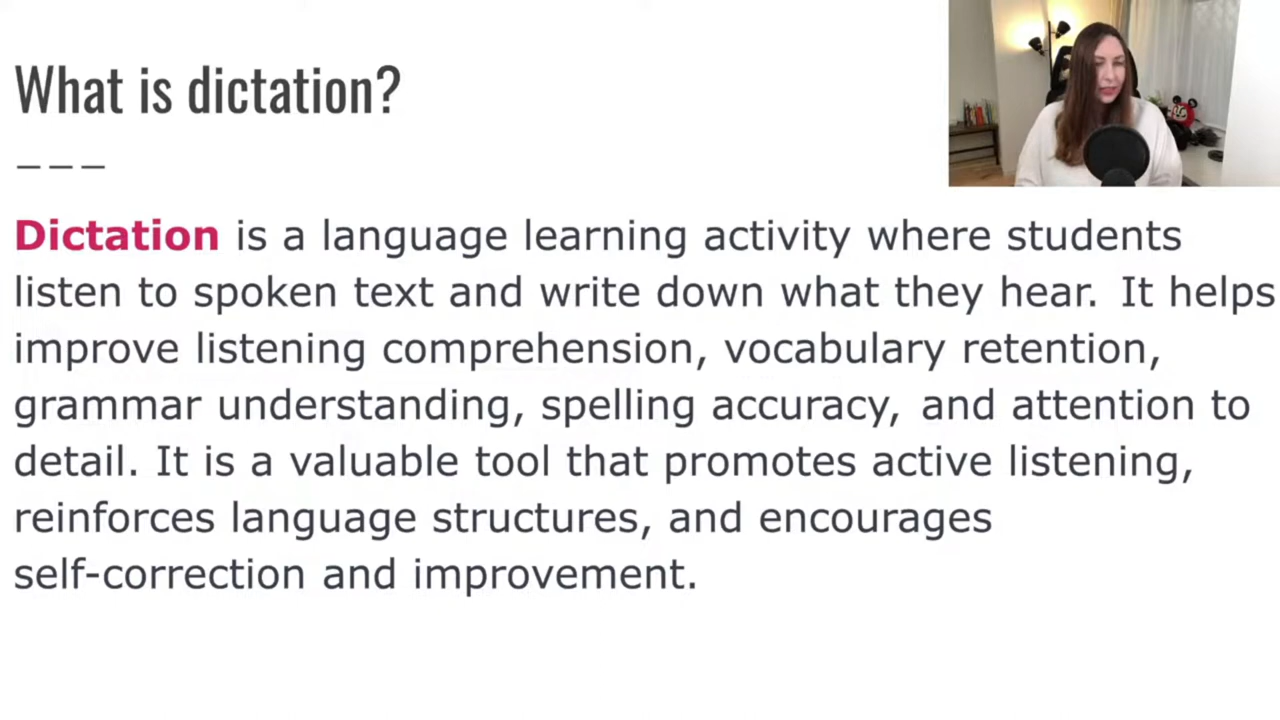 What is dictation?
Dictation is a language learning activity where students
listen to spoken text and write down what they hear. It helps
improve listening comprehension, vocabulary retention,
grammar understanding, spelling accuracy, and attention to
detail. It is a valuable tool that promotes active listening,
reinforces language structures, and encourages
self-correction and improvement.